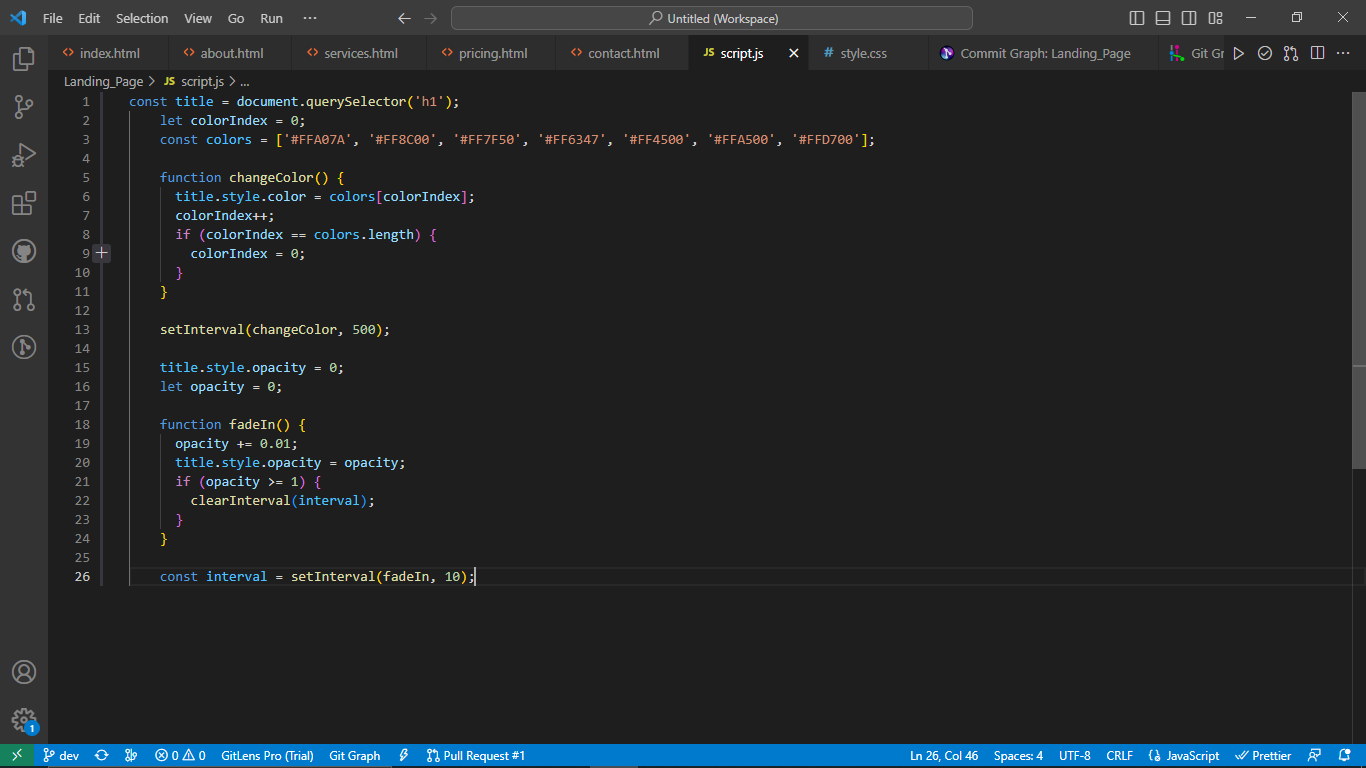 File Edit Selection View Go Run ··· Untitled (Workspace)
index.html about.html services.html pricing.html contact.html JS script.js # style.css Commit Graph: Landing_Page Git Gr
Landing_Page > JS script.js > ...
1 const title = document.querySelector('h1');
2 let colorIndex = 0;
3 const colors = ['#FFA07A', '#FF8C00', '#FF7F50', '#FF6347', '#FF4500', '#FFA500', '#FFD700'];
4
5 function changeColor() {
6 title.style.color = colors[colorIndex];
7 colorIndex++;
8 if (colorIndex == colors.length) {
9 colorIndex = 0;
10 }
11 }
12
13 setInterval(changeColor, 500);
14
15 title.style.opacity = 0;
16 let opacity = 0;
17
18 function fadeIn() {
19 opacity += 0.01;
20 title.style.opacity = opacity;
21 if (opacity >= 1) {
22 clearInterval(interval);
23 }
24 }
25
26 const interval = setInterval(fadeIn, 10);
1
dev 0 0 GitLens Pro (Trial) Git Graph Pull Request #1 Ln 26, Col 46 Spaces: 4 UTF-8 CRLF {} JavaScript Prettier